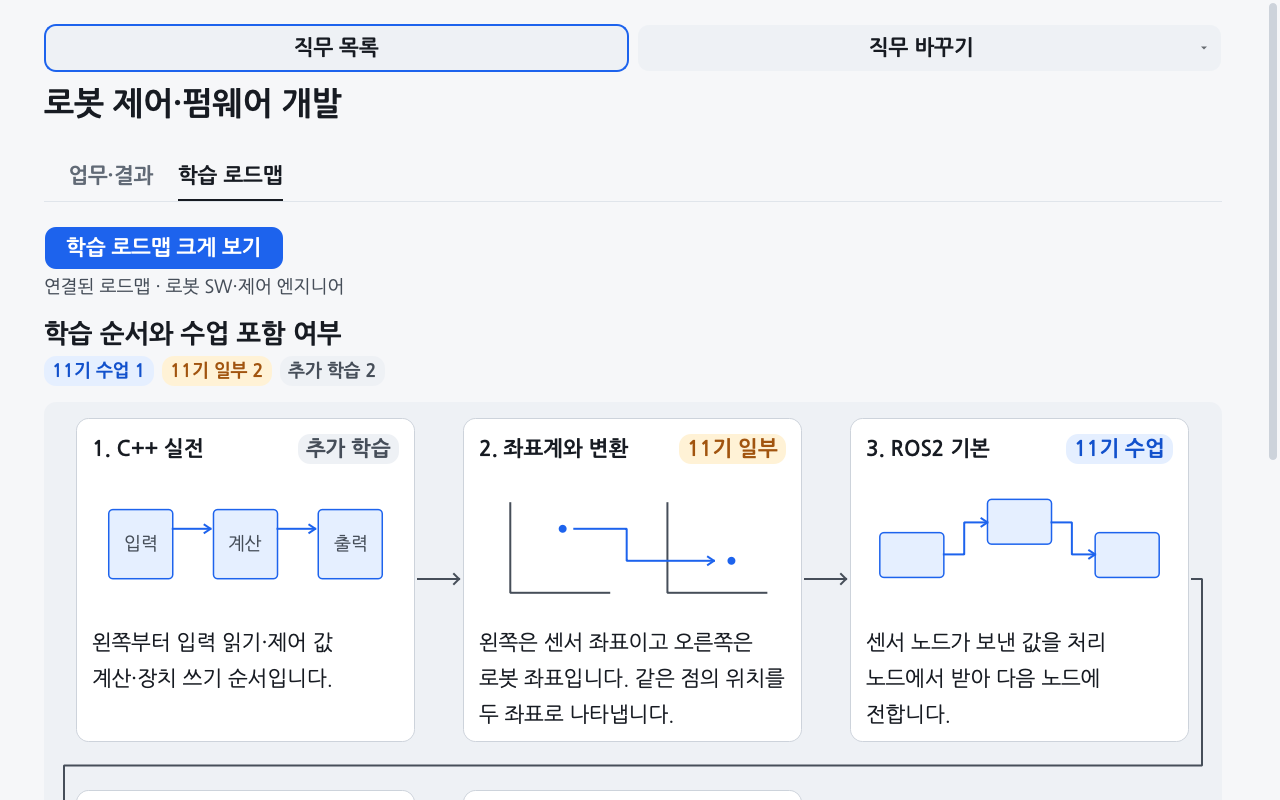 직무 목록
직무 바꾸기
로봇 제어·펌웨어 개발
업무·결과
학습 로드맵
학습 로드맵 크게 보기
연결된 로드맵 · 로봇 SW·제어 엔지니어
학습 순서와 수업 포함 여부
11기 수업 1
11기 일부 2
추가 학습 2
1. C++ 실전
추가 학습
입력
계산
출력
왼쪽부터 입력 읽기·제어 값
계산·장치 쓰기 순서입니다.
2. 좌표계와 변환
11기 일부
왼쪽은 센서 좌표이고 오른쪽은
로봇 좌표입니다. 같은 점의 위치를
두 좌표로 나타냅니다.
3. ROS2 기본
11기 수업
센서 노드가 보낸 값을 처리
노드에서 받아 다음 노드에
전합니다.